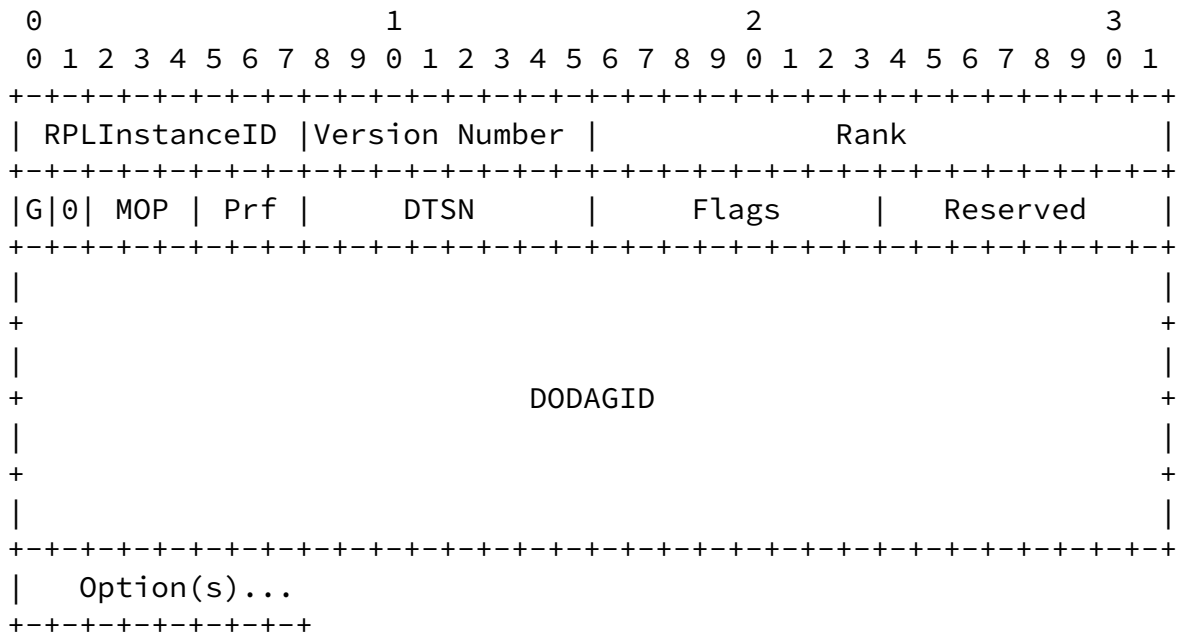 0                   1                   2                   3
 0 1 2 3 4 5 6 7 8 9 0 1 2 3 4 5 6 7 8 9 0 1 2 3 4 5 6 7 8 9 0 1
+-+-+-+-+-+-+-+-+-+-+-+-+-+-+-+-+-+-+-+-+-+-+-+-+-+-+-+-+-+-+-+-+
| RPLInstanceID |Version Number |             Rank              |
+-+-+-+-+-+-+-+-+-+-+-+-+-+-+-+-+-+-+-+-+-+-+-+-+-+-+-+-+-+-+-+-+
|G|0| MOP | Prf |     DTSN      |     Flags     |   Reserved    |
+-+-+-+-+-+-+-+-+-+-+-+-+-+-+-+-+-+-+-+-+-+-+-+-+-+-+-+-+-+-+-+-+
|                                                               |
+                                                               +
|                                                               |
+                            DODAGID                            +
|                                                               |
+                                                               +
|                                                               |
+-+-+-+-+-+-+-+-+-+-+-+-+-+-+-+-+-+-+-+-+-+-+-+-+-+-+-+-+-+-+-+-+
|   Option(s)...
+-+-+-+-+-+-+-+-+